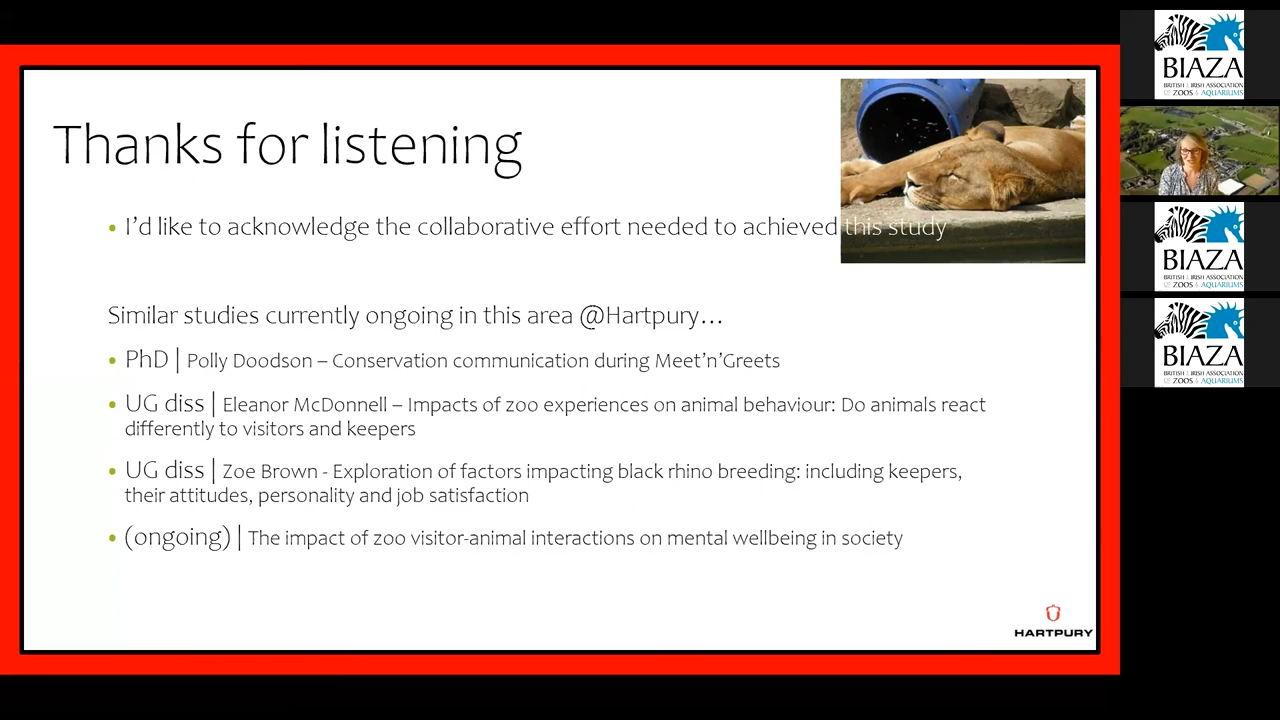 Thanks for listening
• I'd like to acknowledge the collaborative effort needed to achieved this study
Similar studies currently ongoing in this area @Hartpury…
• PhD | Polly Doodson – Conservation communication during Meet'n'Greets
• UG diss | Eleanor McDonnell – Impacts of zoo experiences on animal behaviour: Do animals react
differently to visitors and keepers
• UG diss | Zoe Brown - Exploration of factors impacting black rhino breeding: including keepers,
their attitudes, personality and job satisfaction
• (ongoing) | The impact of zoo visitor-animal interactions on mental wellbeing in society
HARTPURY
BIAZA
BRITISH & IRISH ASSOCIATION
OF ZOOS & AQUARIUMS
BIAZA
BRITISH & IRISH ASSOCIATION
OF ZOOS & AQUARIUMS
BIAZA
BRITISH & IRISH ASSOCIATION
OF ZOOS & AQUARIUMS